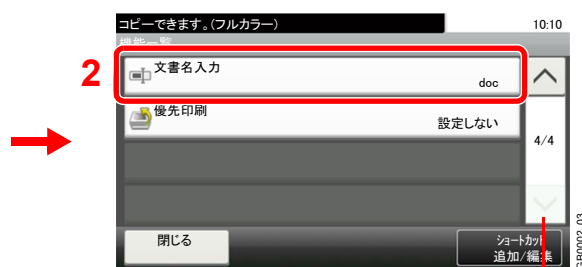 コピーできます。(フルカラー)
10:10
機能一覧
2
文書名入力
doc
優先印刷
設定しない
4/4
閉じる
ショートカット
追加/編集
GB0002_03